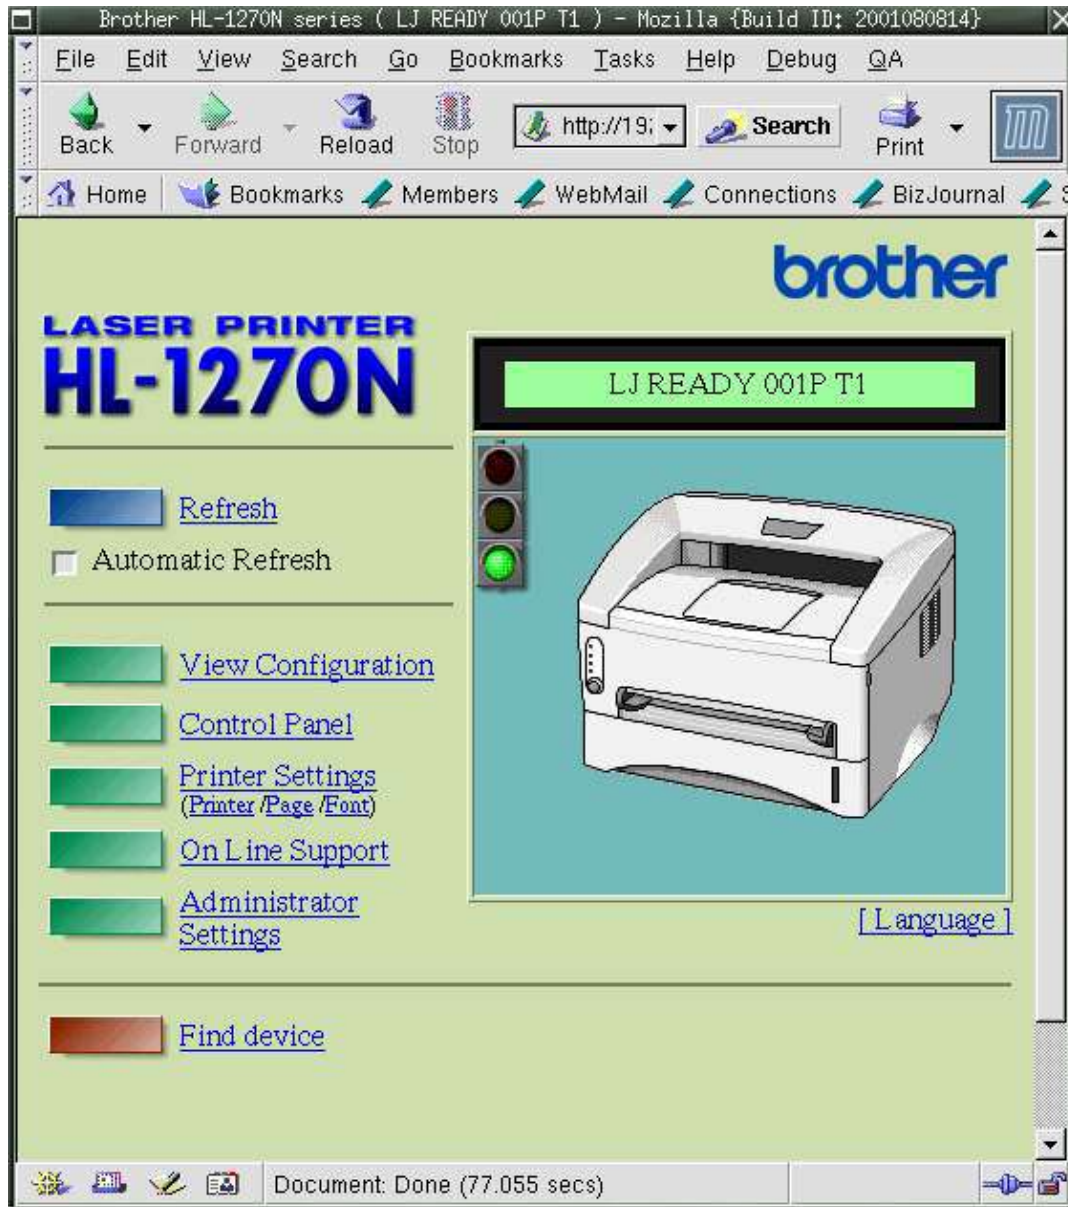 Brother HL-1270N series ( LJ READY 001P T1 ) - Mozilla {Build ID: 2001080814}
File Edit View Search Go Bookmarks Tasks Help Debug QA
Back Forward Reload Stop http://19 Search Print
Home Bookmarks Members WebMail Connections BizJournal
brother
LASER PRINTER
HL-1270N
LJ READY 001P T1
Refresh
Automatic Refresh
View Configuration
Control Panel
Printer Settings
(Printer /Page /Font)
On Line Support
Administrator
Settings
[ Language ]
Find device
Document: Done (77.055 secs)